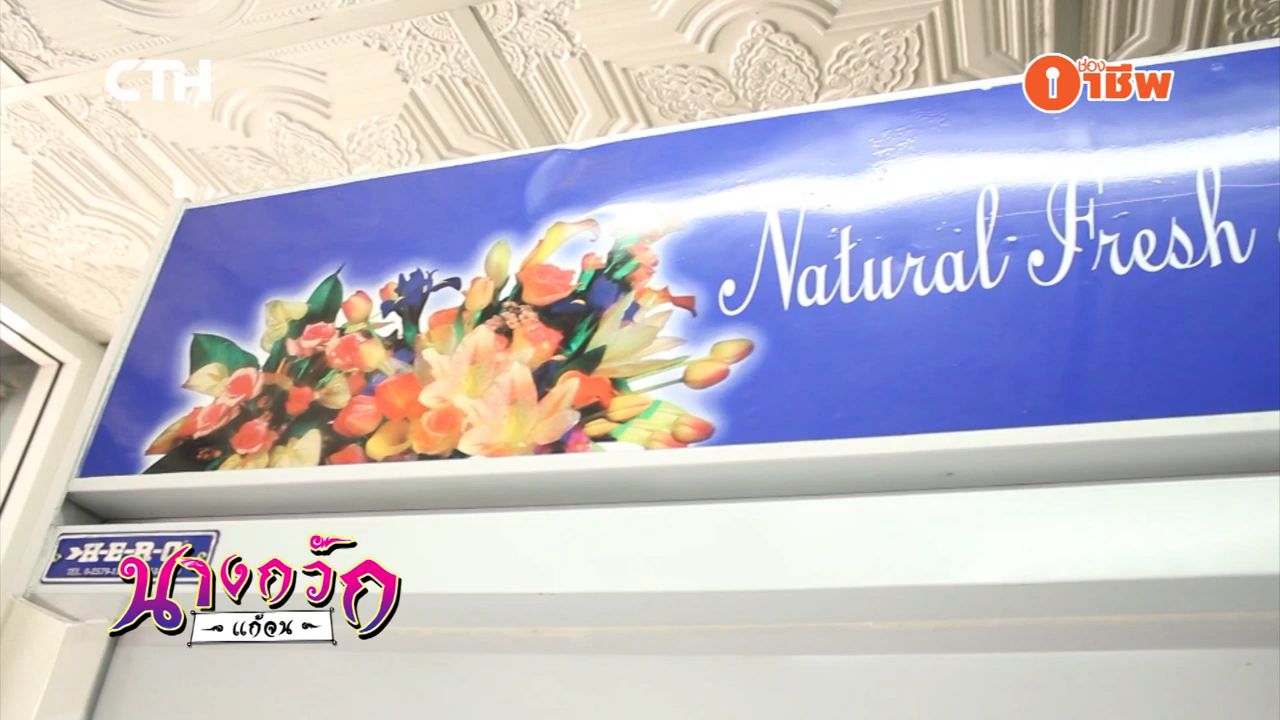 CTH
ช่อง
อาชีพ
Natural Fresh
H-E-R-O
นางกวัก
แก้จน